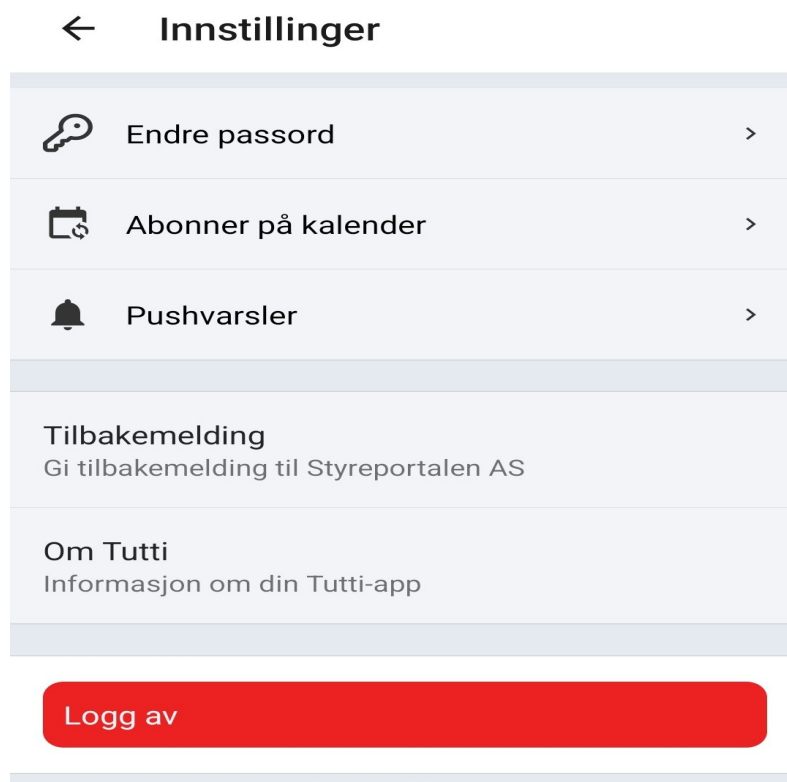 Innstillinger
Endre passord
Abonner på kalender
Pushvarsler
Tilbakemelding
Gi tilbakemelding til Styreportalen AS
Om Tutti
Informasjon om din Tutti-app
Logg av